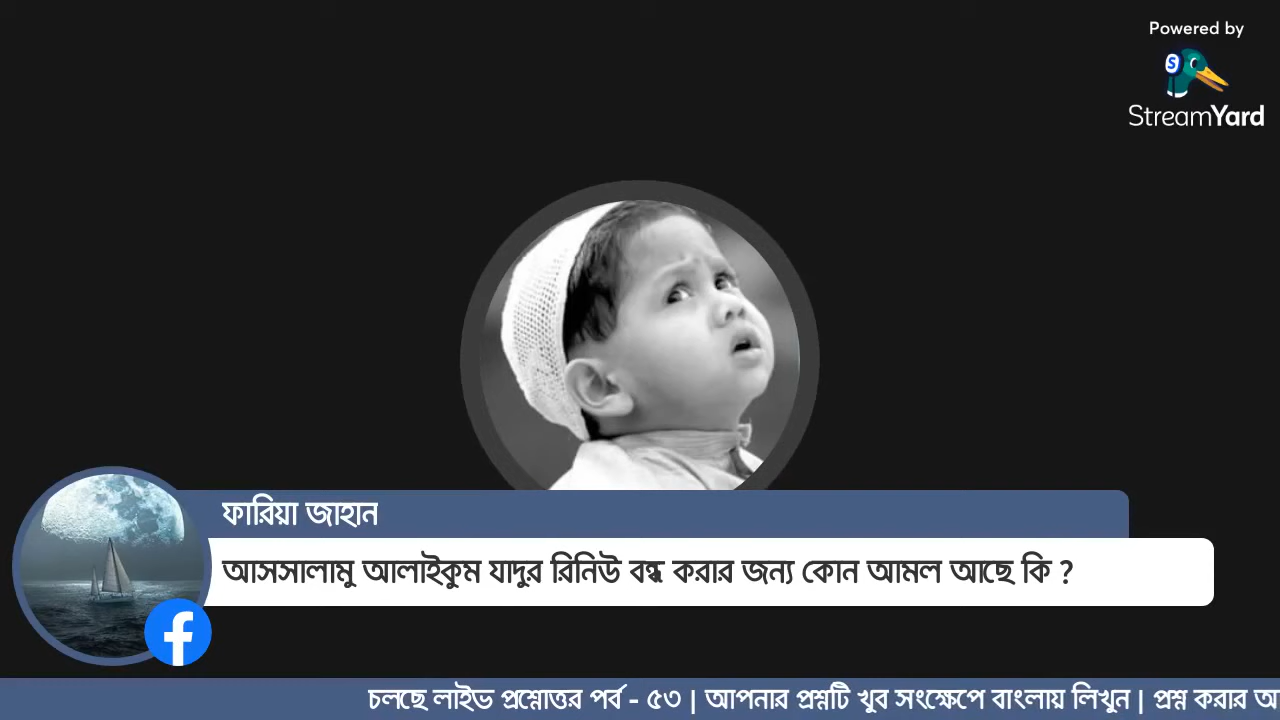 Powered by
StreamYard
ফারিয়া জাহান
আসসালামু আলাইকুম যাদুর রিনিউ বন্ধ করার জন্য কোন আমল আছে কি ?
চলছে লাইভ প্রশ্নোত্তর পর্ব - ৫৩ | আপনার প্রশ্নটি খুব সংক্ষেপে বাংলায় লিখুন | প্রশ্ন করার